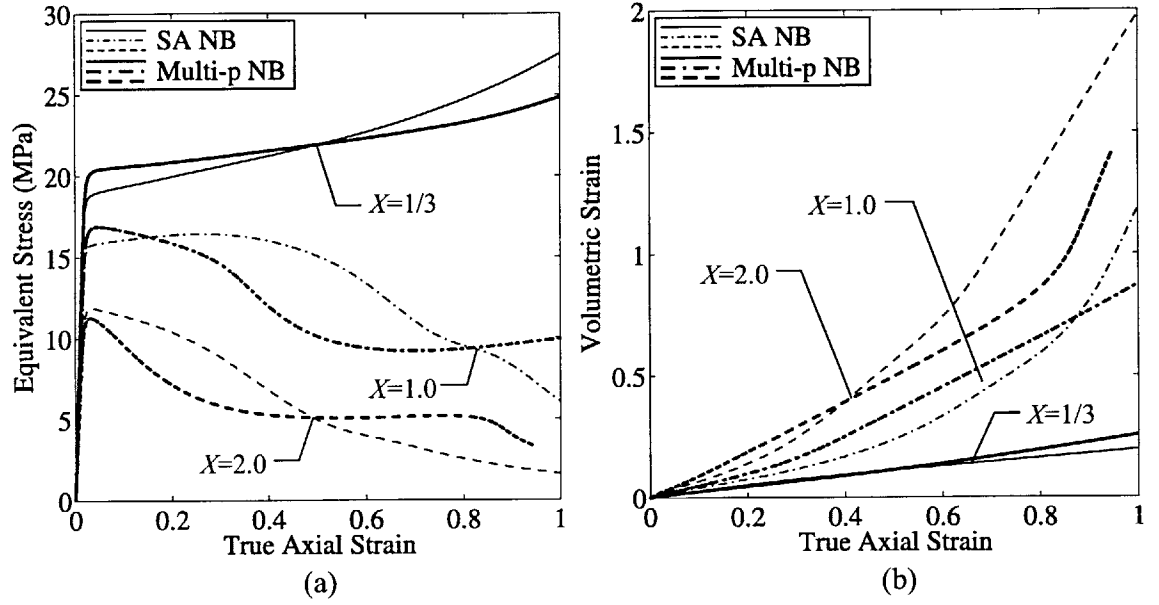 30
25
20
15
10
5
0
SA NB
Multi-p NB
Equivalent Stress (MPa)
X=1/3
X=1.0
X=2.0
0
0.2
0.4
0.6
0.8
1
True Axial Strain
(a)
2
1.5
1
0.5
0
SA NB
Multi-p NB
Volumetric Strain
X=1.0
X=2.0
X=1/3
0
0.2
0.4
0.6
0.8
1
True Axial Strain
(b)